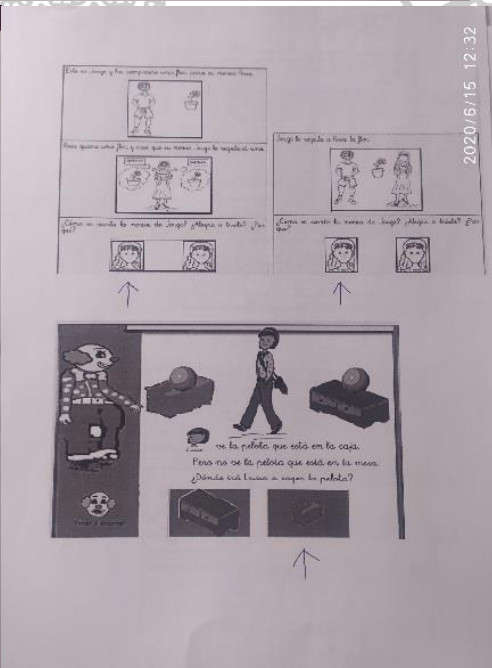 Este es Jorge y ha comprado una flor para su novia Rosa.
Rosa quiere una flor y cree que su novio Jorge le regalará una.
¿Cómo se siente la novia de Jorge? ¿Alegre o triste? ¿Por
qué?
Jorge le regala a Rosa la flor.
¿Cómo se siente la novia de Jorge? ¿Alegre o triste? ¿Por
qué?
ve la pelota que está en la caja.
Pero no ve la pelota que está en la mesa.
¿Dónde irá Luisa a coger la pelota?
2020/6/15 12:32